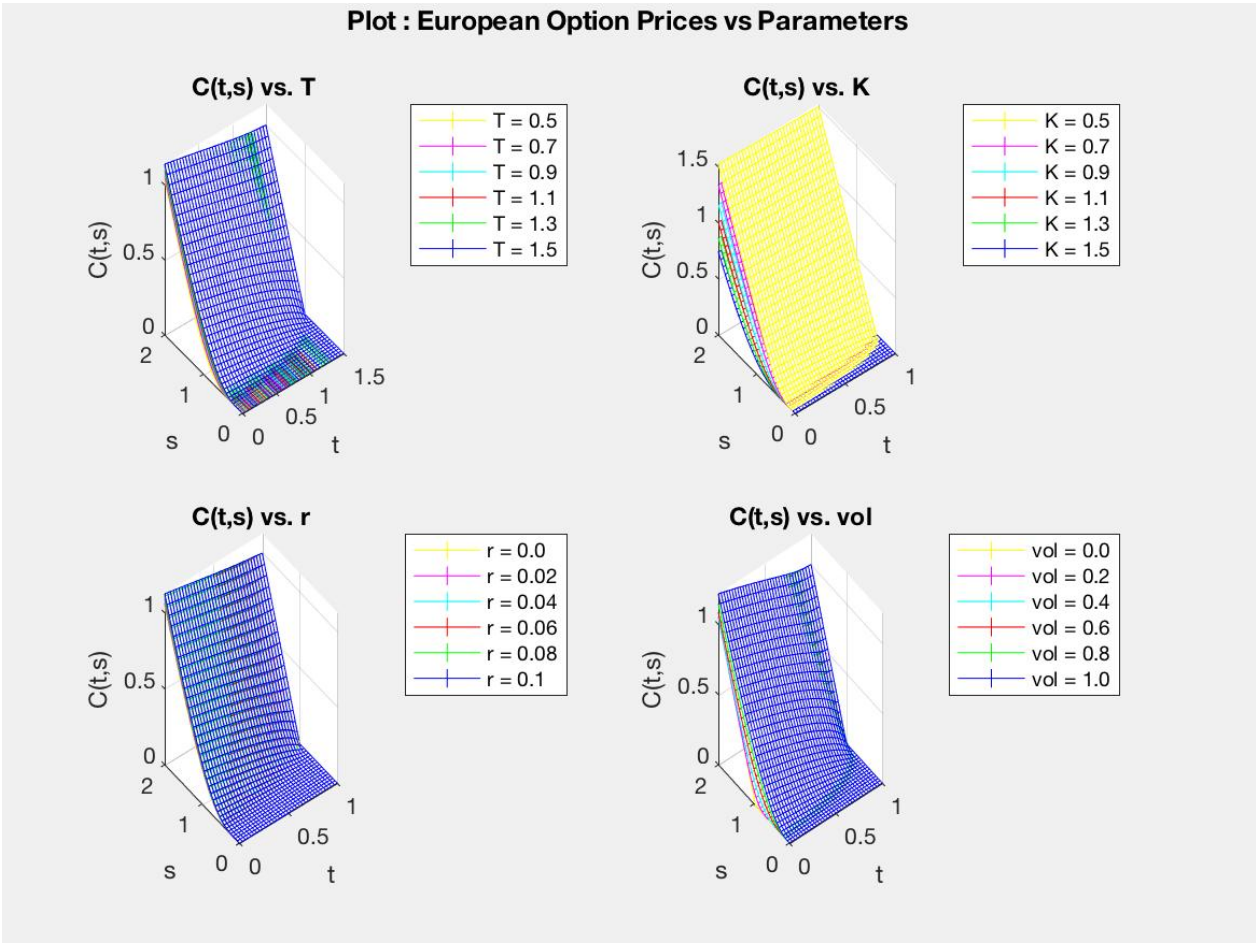 Plot : European Option Prices vs Parameters
C(t,s) vs. T
1
0.5
0
C(t,s)
2
1
0
s
0
0.5
1
1.5
t
T = 0.5
T = 0.7
T = 0.9
T = 1.1
T = 1.3
T = 1.5
C(t,s) vs. K
1.5
1
0.5
0
C(t,s)
2
1
0
s
0
0.5
1
t
K = 0.5
K = 0.7
K = 0.9
K = 1.1
K = 1.3
K = 1.5
C(t,s) vs. r
1
0.5
0
C(t,s)
2
1
0
s
0
0.5
1
t
r = 0.0
r = 0.02
r = 0.04
r = 0.06
r = 0.08
r = 0.1
C(t,s) vs. vol
1
0.5
0
C(t,s)
2
1
0
s
0
0.5
1
t
vol = 0.0
vol = 0.2
vol = 0.4
vol = 0.6
vol = 0.8
vol = 1.0